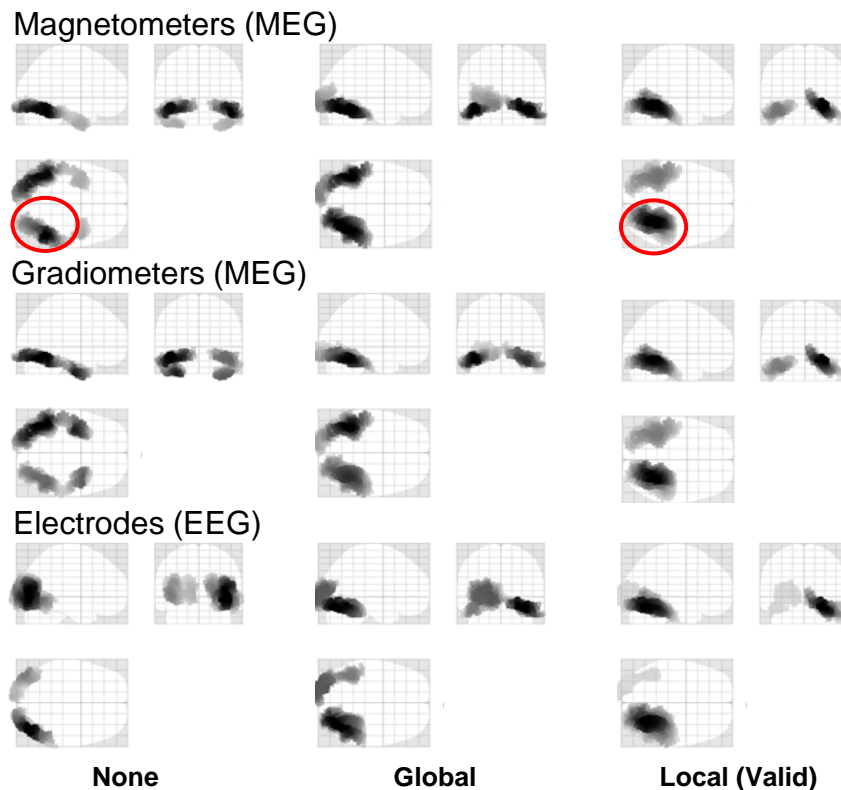 Magnetometers (MEG)
Gradiometers (MEG)
Electrodes (EEG)
None Global Local (Valid)